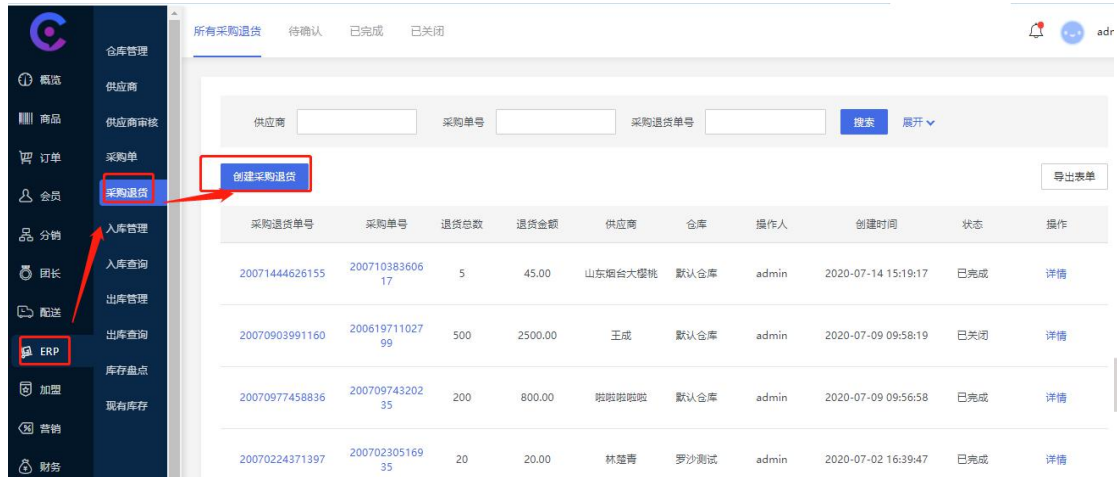 所有采购退货 待确认 已完成 已关闭 adr
概览
商品
订单
会员
分销
团长
配送
ERP
加盟
营销
财务
仓库管理
供应商
供应商审核
采购单
采购退货
入库管理
入库查询
出库管理
出库查询
库存盘点
现有库存
供应商 采购单号 采购退货单号 搜索 展开
创建采购退货 导出表单
采购退货单号 采购单号 退货总数 退货金额 供应商 仓库 操作人 创建时间 状态 操作
20071444626155 200710383606 5 45.00 山东烟台大樱桃 默认仓库 admin 2020-07-14 15:19:17 已完成 详情
17
20070903991160 200619711027 500 2500.00 王成 默认仓库 admin 2020-07-09 09:58:19 已关闭 详情
99
20070977458836 200709743202 200 800.00 啦啦啦啦啦 默认仓库 admin 2020-07-09 09:56:58 已完成 详情
35
20070224371397 200702305169 20 20.00 林楚青 罗沙测试 admin 2020-07-02 16:39:47 已完成 详情
35